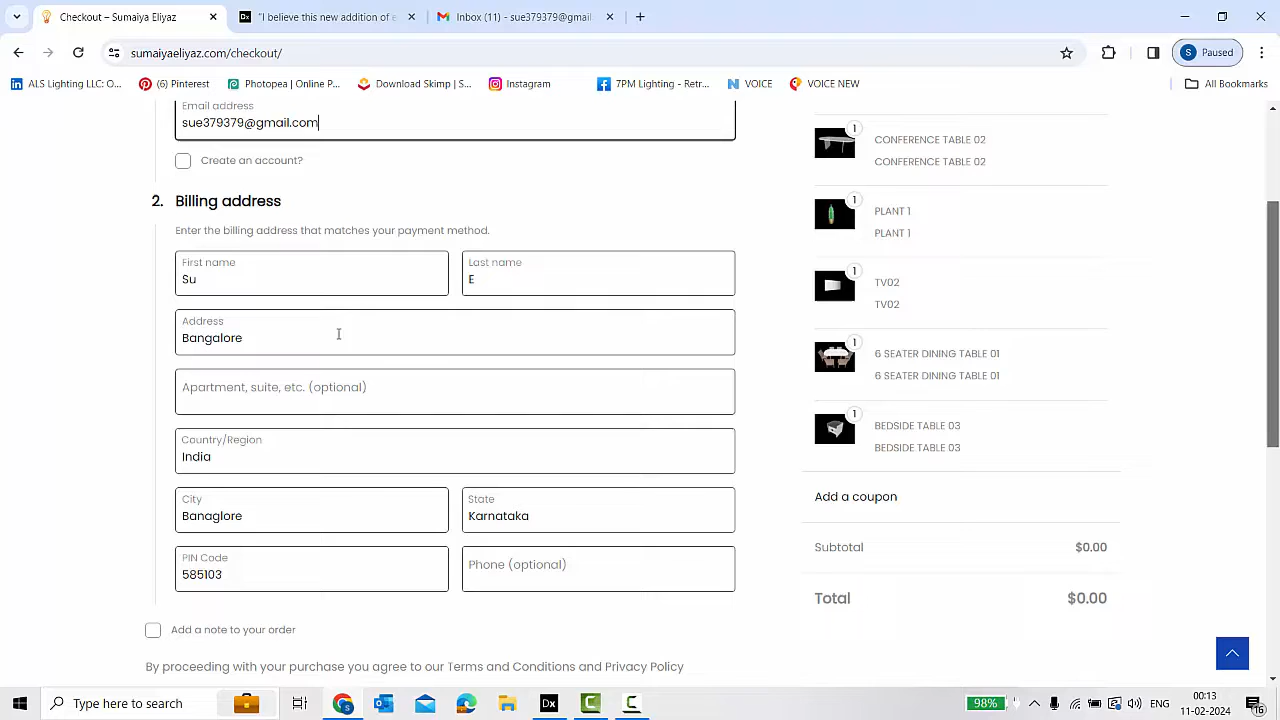 Checkout – Sumaiya Eliyaz
"I believe this new addition of e
Inbox (11) - sue379379@gmail
sumaiyaeliyaz.com/checkout/
S Paused
ALS Lighting LLC: O...
(1) Pinterest
Photopea | Online P...
Download Skimp | S...
Instagram
7PM Lighting - Retr...
VOICE
VOICE NEW
All Bookmarks
Email address
sue379379@gmail.com
Create an account?
2. Billing address
Enter the billing address that matches your payment method.
First name
Su
Last name
E
Address
Bangalore
Apartment, suite, etc. (optional)
Country/Region
India
City
Banaglore
State
Karnataka
PIN Code
585103
Phone (optional)
Add a note to your order
By proceeding with your purchase you agree to our Terms and Conditions and Privacy Policy
1
CONFERENCE TABLE 02
CONFERENCE TABLE 02
1
PLANT 1
PLANT 1
1
TV02
TV02
1
6 SEATER DINING TABLE 01
6 SEATER DINING TABLE 01
1
BEDSIDE TABLE 03
BEDSIDE TABLE 03
Add a coupon
Subtotal $0.00
Total $0.00
Type here to search
Dx
C
C
98%
ENG
00:13
11-02-2024
16